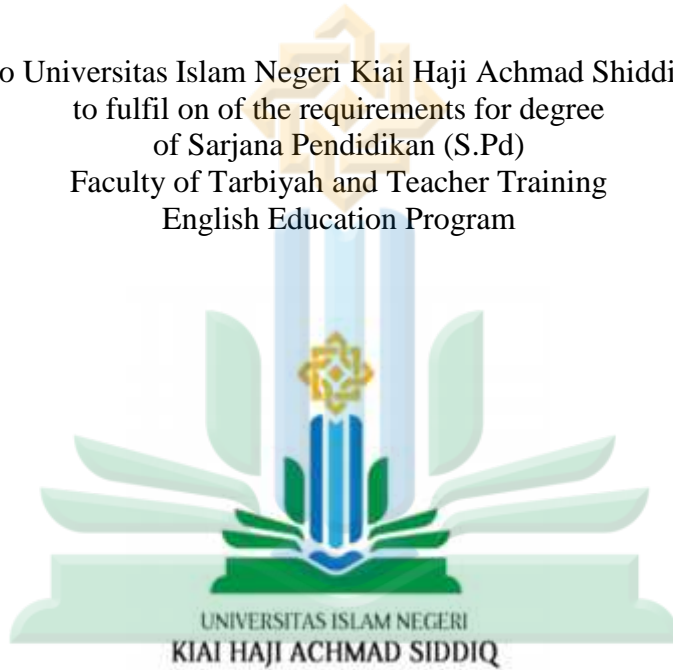 o Universitas Islam Negeri Kiai Haji Achmad Shiddi
to fulfil on of the requirements for degree
of Sarjana Pendidikan (S.Pd)
Faculty of Tarbiyah and Teacher Training
English Education Program
UNIVERSITAS ISLAM NEGERI
KIAI HAJI ACHMAD SIDDIQ